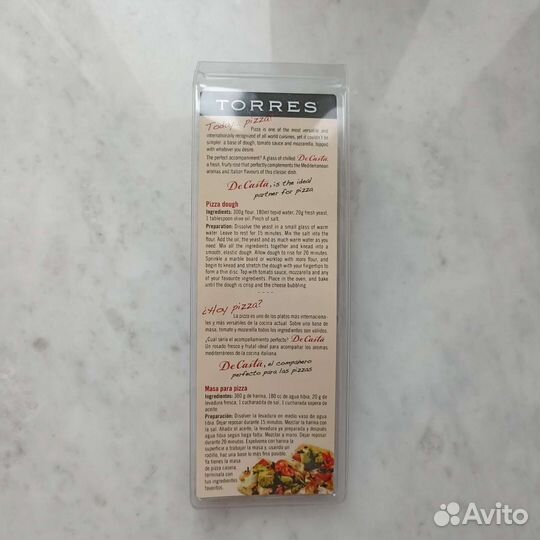 TORRES
Today pizza?
Pizza is one of the most versatile and
internationally recognized of all world cuisines, yet it couldn't be
simpler: a base of dough, tomato sauce and mozzarella, topped
with whatever you desire.
The perfect accompaniment? A glass of chilled DeCasta,
a fresh, fruity rosé that perfectly complements the Mediterranean
aromas and Italian flavours of this classic dish.
DeCasta, is the ideal
partner for pizza
Pizza dough
Ingredients: 300g flour, 180ml tepid water, 20g fresh yeast,
1 tablespoon olive oil. Pinch of salt.
Preparation: Dissolve the yeast in a small glass of warm
water. Leave to rest for 15 minutes. Mix the salt into the
flour. Add the oil, the yeast and as much warm water as you
need. Mix all the ingredients together and knead into a
smooth, elastic dough. Allow dough to rise for 20 minutes.
Sprinkle a marble board or worktop with more flour, and
begin to knead and stretch the dough with your fingertips to
form a thin disc. Top with tomato sauce, mozzarella and any
of your favourite ingredients. Place in the oven, and bake
until the dough is crisp and the cheese bubbling.
¿Hoy pizza?
La pizza es uno de los platos más internaciona-
les y más versátiles de la cocina actual. Sobre una base de
masa, tomate y mozzarella todos los ingredientes son válidos.
¿Cuál sería el acompañamiento perfecto? DeCasta
Un rosado fresco y frutal ideal para acompañar los aromas
mediterráneos de la cocina italiana.
DeCasta, el compañero
perfecto para las pizzas
Masa para pizza
Ingredientes: 300 g de harina, 180 cc de agua tibia, 20 g de
levadura fresca, 1 cucharadita de sal, 1 cucharada sopera de
aceite.
Preparación: Disolver la levadura en medio vaso de agua
tibia. Dejar reposar durante 15 minutos. Mezclar la harina con
la sal. Añadir el aceite, la levadura ya preparada y después
agua tibia según haga falta. Mezclar a mano. Dejar reposar
durante 20 minutos. Espolvorea con harina la
superficie a trabajar la masa y, usando un
rodillo, haz una base lo más fina posible.
Ya tienes la masa
de pizza casera,
termínala con
tus ingredientes
favoritos.
Avito